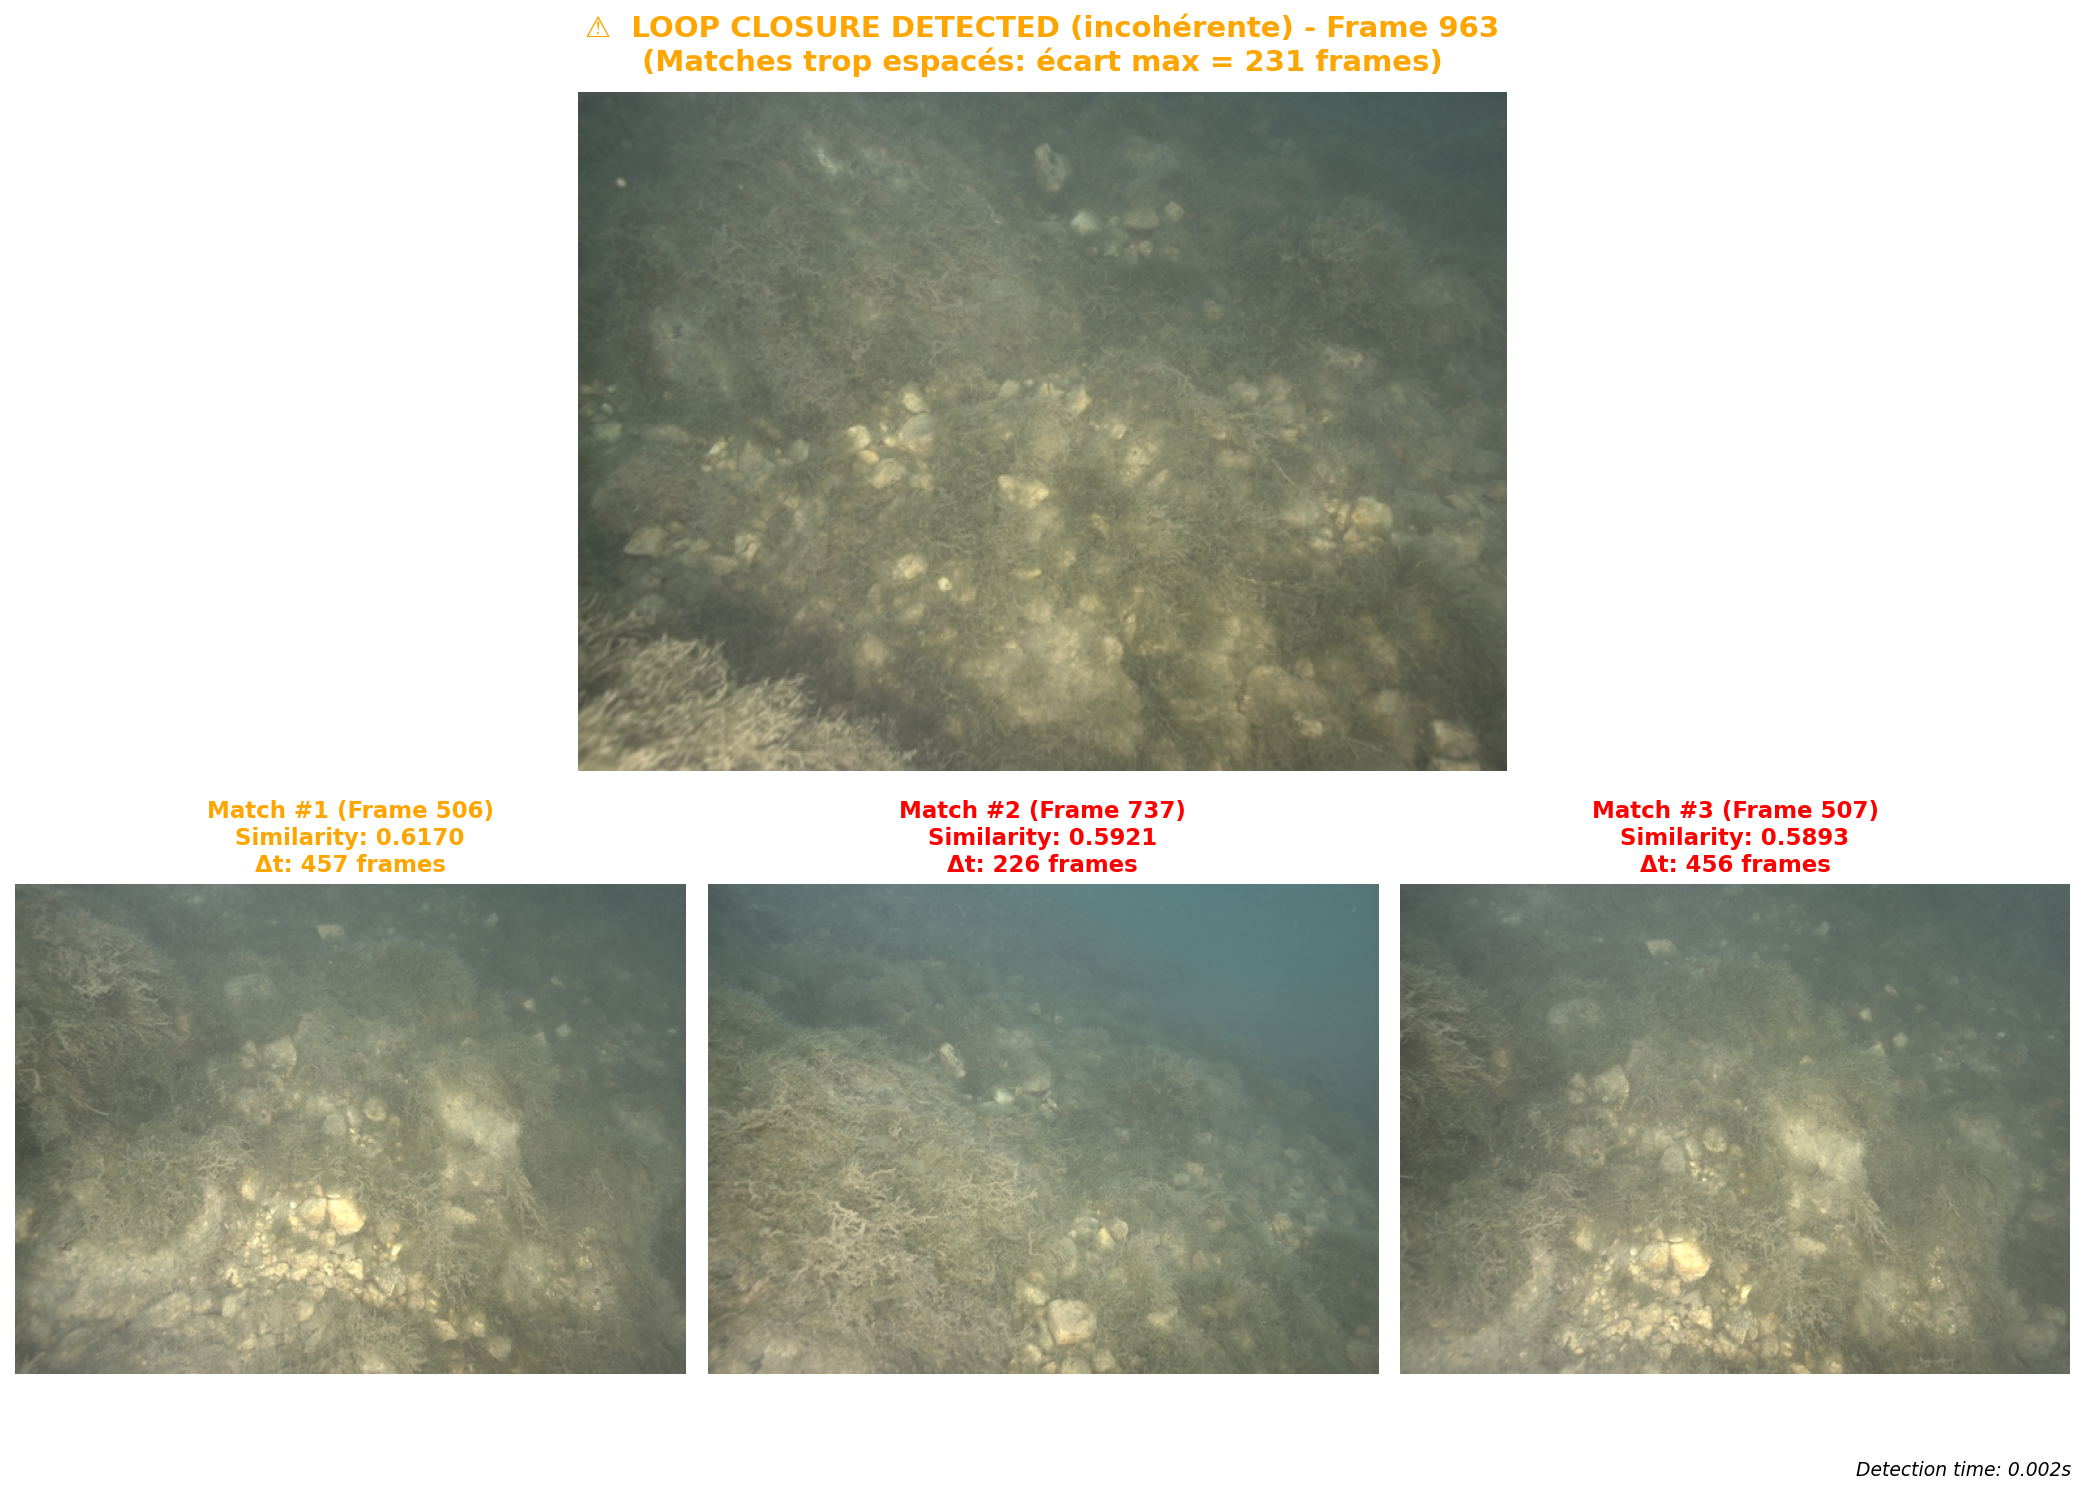 ⚠ LOOP CLOSURE DETECTED (incohérente) - Frame 963
(Matches trop espacés: écart max = 231 frames)
Match #1 (Frame 506)
Similarity: 0.6170
Δt: 457 frames
Match #2 (Frame 737)
Similarity: 0.5921
Δt: 226 frames
Match #3 (Frame 507)
Similarity: 0.5893
Δt: 456 frames
Detection time: 0.002s